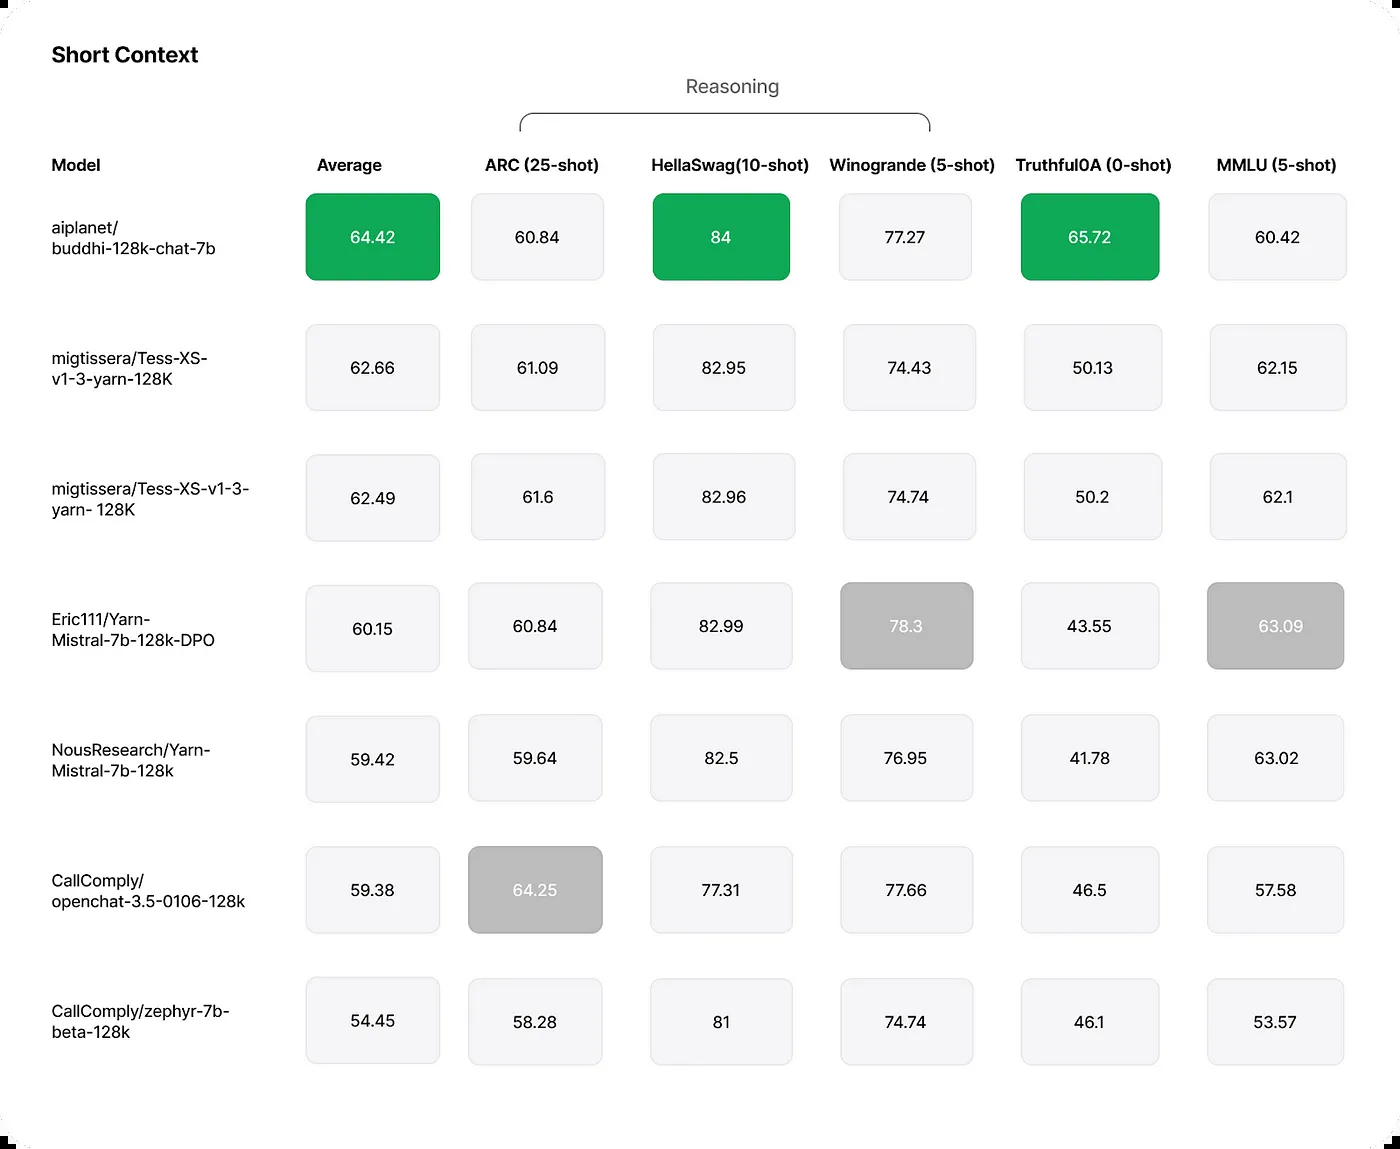 Short Context
Reasoning
Model Average ARC (25-shot) HellaSwag(10-shot) Winogrande (5-shot) Truthful0A (0-shot) MMLU (5-shot)
aiplanet/
buddhi-128k-chat-7b
64.42 60.84 84 77.27 65.72 60.42
migtissera/Tess-XS-
v1-3-yarn-128K
62.66 61.09 82.95 74.43 50.13 62.15
migtissera/Tess-XS-v1-3-
yarn- 128K
62.49 61.6 82.96 74.74 50.2 62.1
Eric111/Yarn-
Mistral-7b-128k-DPO
60.15 60.84 82.99 78.3 43.55 63.09
NousResearch/Yarn-
Mistral-7b-128k
59.42 59.64 82.5 76.95 41.78 63.02
CallComply/
openchat-3.5-0106-128k
59.38 64.25 77.31 77.66 46.5 57.58
CallComply/zephyr-7b-
beta-128k
54.45 58.28 81 74.74 46.1 53.57